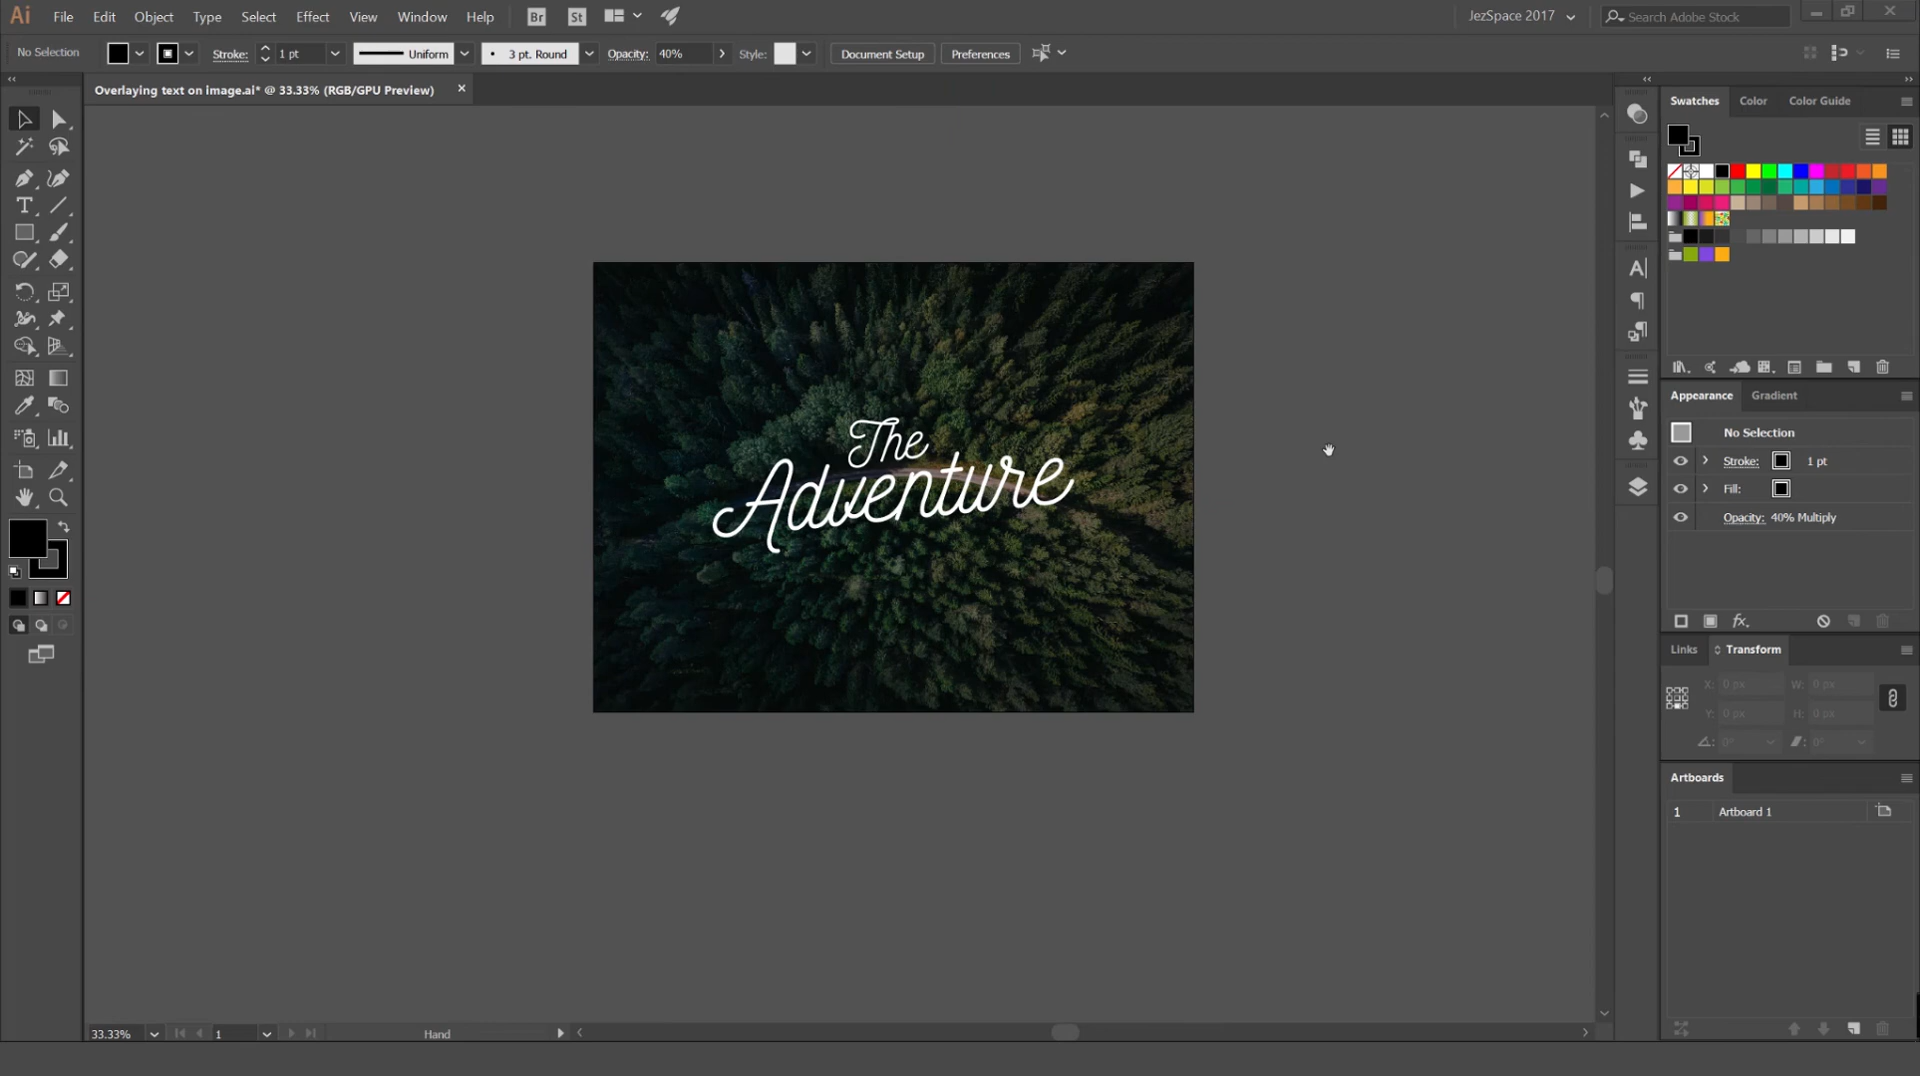 Ai File Edit Object Type Select Effect View Window Help Br St JezSpace 2017 Search Adobe Stock
No Selection Stroke: 1 pt Uniform 3 pt. Round Opacity: 40% Style: Document Setup Preferences
Overlaying text on image.ai* @ 33.33% (RGB/GPU Preview)
Swatches Color Color Guide
The
Adventure
Appearance Gradient
No Selection
Stroke: 1 pt
Fill:
Opacity: 40% Multiply
fx.
Links Transform
X: 0 px W: 0 px
Y: 0 px H: 0 px
0° 0°
Artboards
1 Artboard 1
33.33% 1 Hand